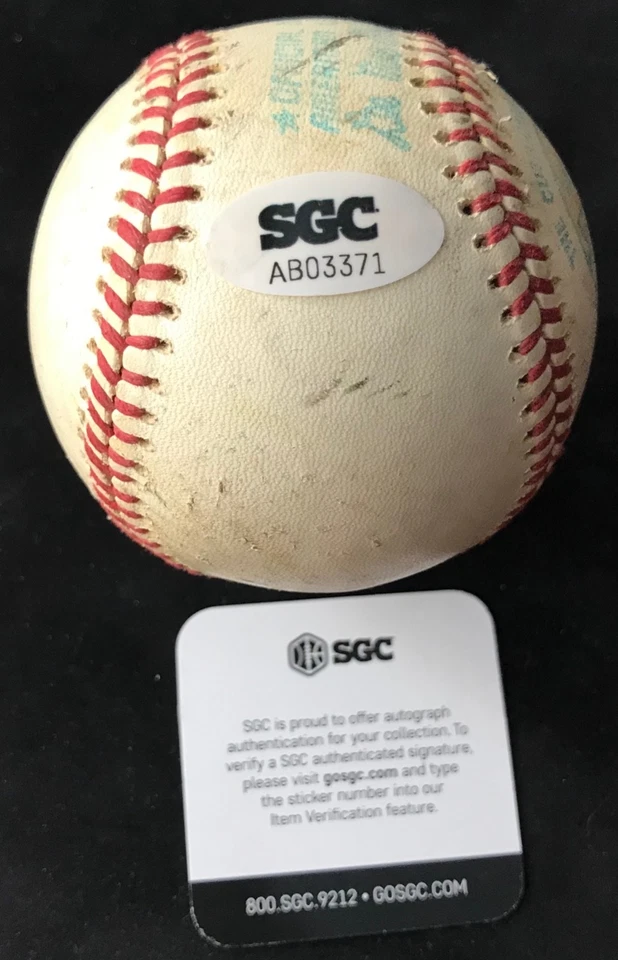 SGC
AB03371
SGC
SGC is proud to offer autograph
authentication for your collection. To
verify a SGC authenticated signature,
please visit gosgc.com and type
the sticker number into our
Item Verification feature.
800.SGC.9212 • GOSGC.COM